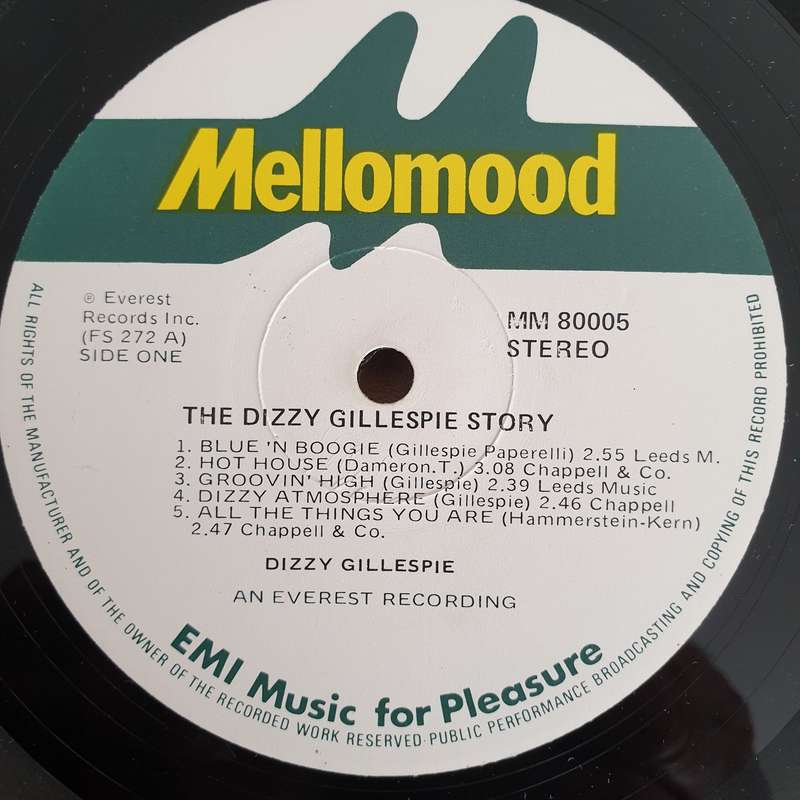 Mellomood
℗ Everest
Records Inc.
(FS 272 A)
SIDE ONE
MM 80005
STEREO
THE DIZZY GILLESPIE STORY
1. BLUE 'N BOOGIE (Gillespie Paperelli) 2.55 Leeds M.
2. HOT HOUSE (Dameron.T.) 3.08 Chappell & Co.
3. GROOVIN' HIGH (Gillespie) 2.39 Leeds Music
4. DIZZY ATMOSPHERE (Gillespie) 2.46 Chappell
5. ALL THE THINGS YOU ARE (Hammerstein-Kern)
2.47 Chappell & Co.
DIZZY GILLESPIE
AN EVEREST RECORDING
EMI Music for Pleasure
ALL RIGHTS OF THE MANUFACTURER AND OF THE OWNER OF THE RECORDED WORK RESERVED·PUBLIC PERFORMANCE BROADCASTING AND COPYING OF THIS RECORD PROHIBITED